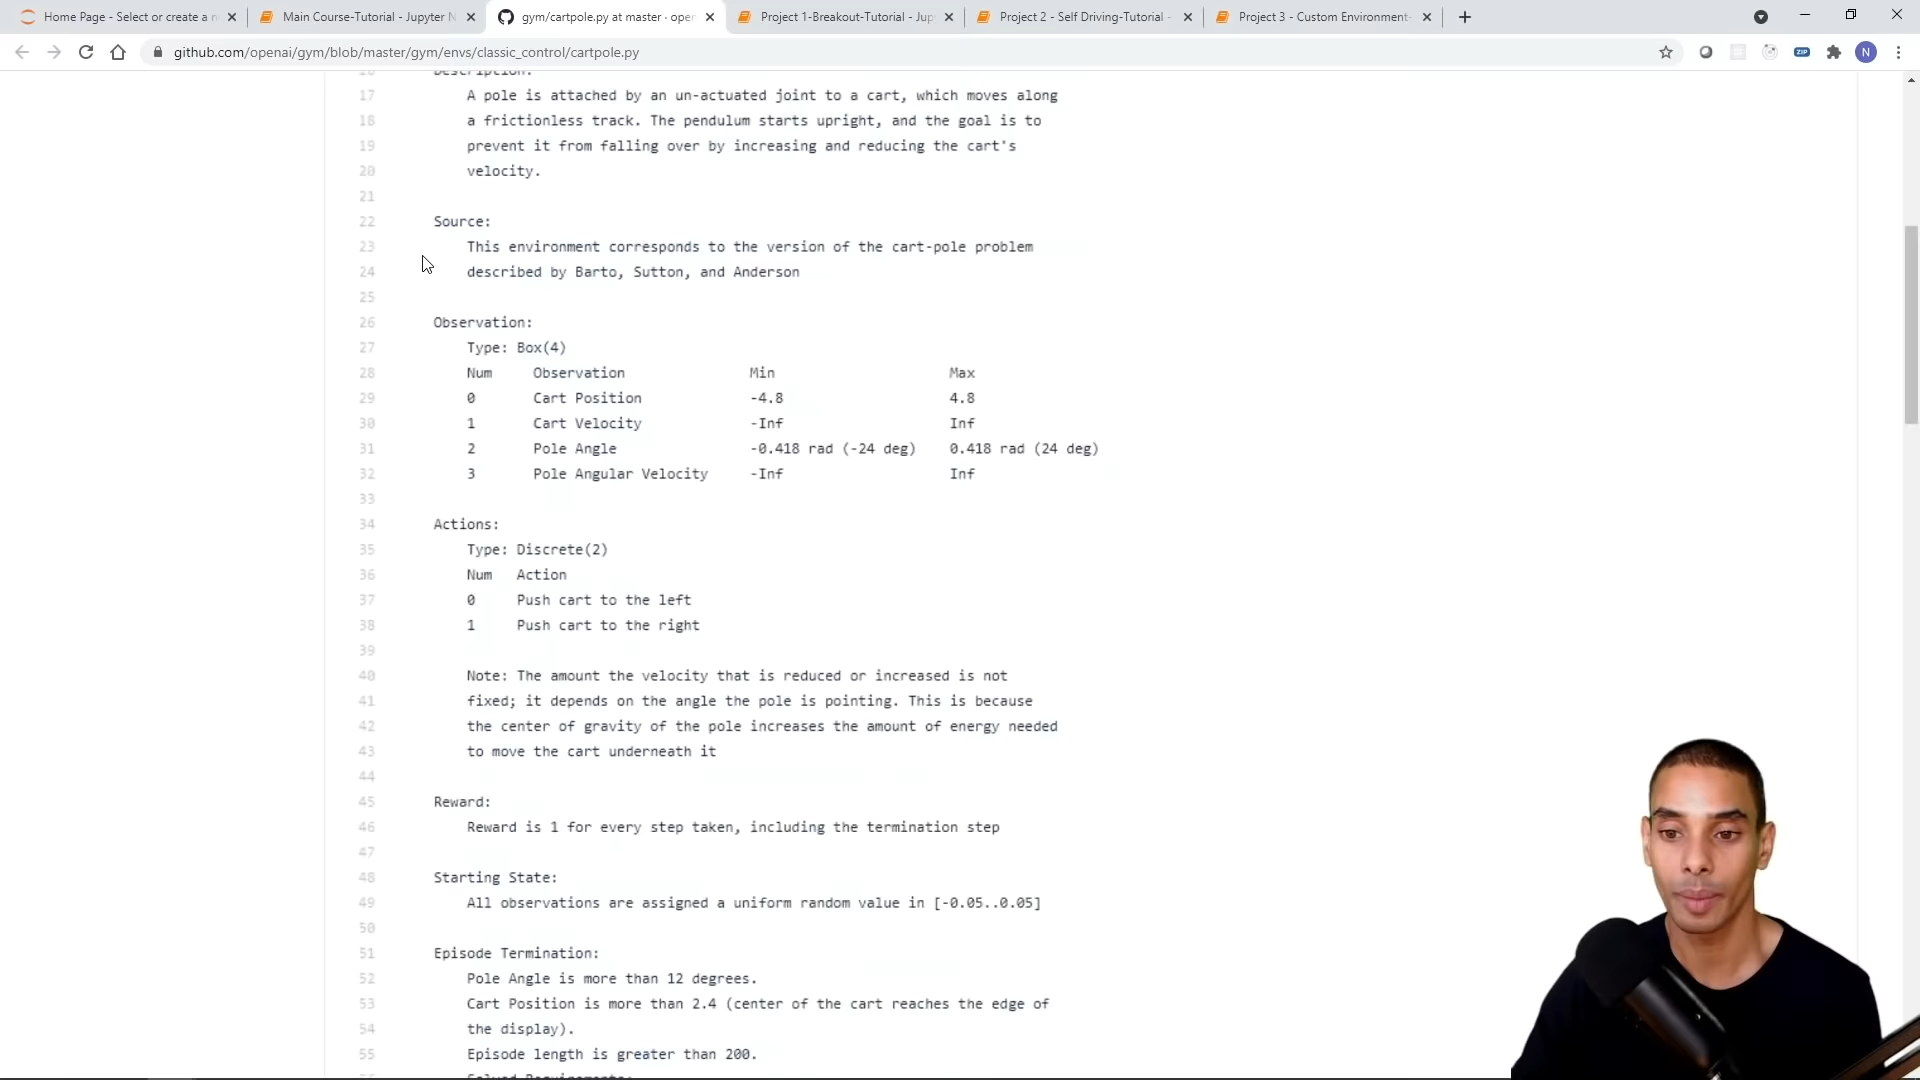 Home Page - Select or create a n
Main Course-Tutorial - Jupyter N
gym/cartpole.py at master · open
Project 1-Breakout-Tutorial - Jup
Project 2 - Self Driving-Tutorial -
Project 3 - Custom Environment-
github.com/openai/gym/blob/master/gym/envs/classic_control/cartpole.py
ZIP
N
16 Description:
17 A pole is attached by an un-actuated joint to a cart, which moves along
18 a frictionless track. The pendulum starts upright, and the goal is to
19 prevent it from falling over by increasing and reducing the cart's
20 velocity.
21
22 Source:
23 This environment corresponds to the version of the cart-pole problem
24 described by Barto, Sutton, and Anderson
25
26 Observation:
27 Type: Box(4)
28 Num Observation Min Max
29 0 Cart Position -4.8 4.8
30 1 Cart Velocity -Inf Inf
31 2 Pole Angle -0.418 rad (-24 deg) 0.418 rad (24 deg)
32 3 Pole Angular Velocity -Inf Inf
33
34 Actions:
35 Type: Discrete(2)
36 Num Action
37 0 Push cart to the left
38 1 Push cart to the right
39
40 Note: The amount the velocity that is reduced or increased is not
41 fixed; it depends on the angle the pole is pointing. This is because
42 the center of gravity of the pole increases the amount of energy needed
43 to move the cart underneath it
44
45 Reward:
46 Reward is 1 for every step taken, including the termination step
47
48 Starting State:
49 All observations are assigned a uniform random value in [-0.05..0.05]
50
51 Episode Termination:
52 Pole Angle is more than 12 degrees.
53 Cart Position is more than 2.4 (center of the cart reaches the edge of
54 the display).
55 Episode length is greater than 200.
56 Solved Requirements: